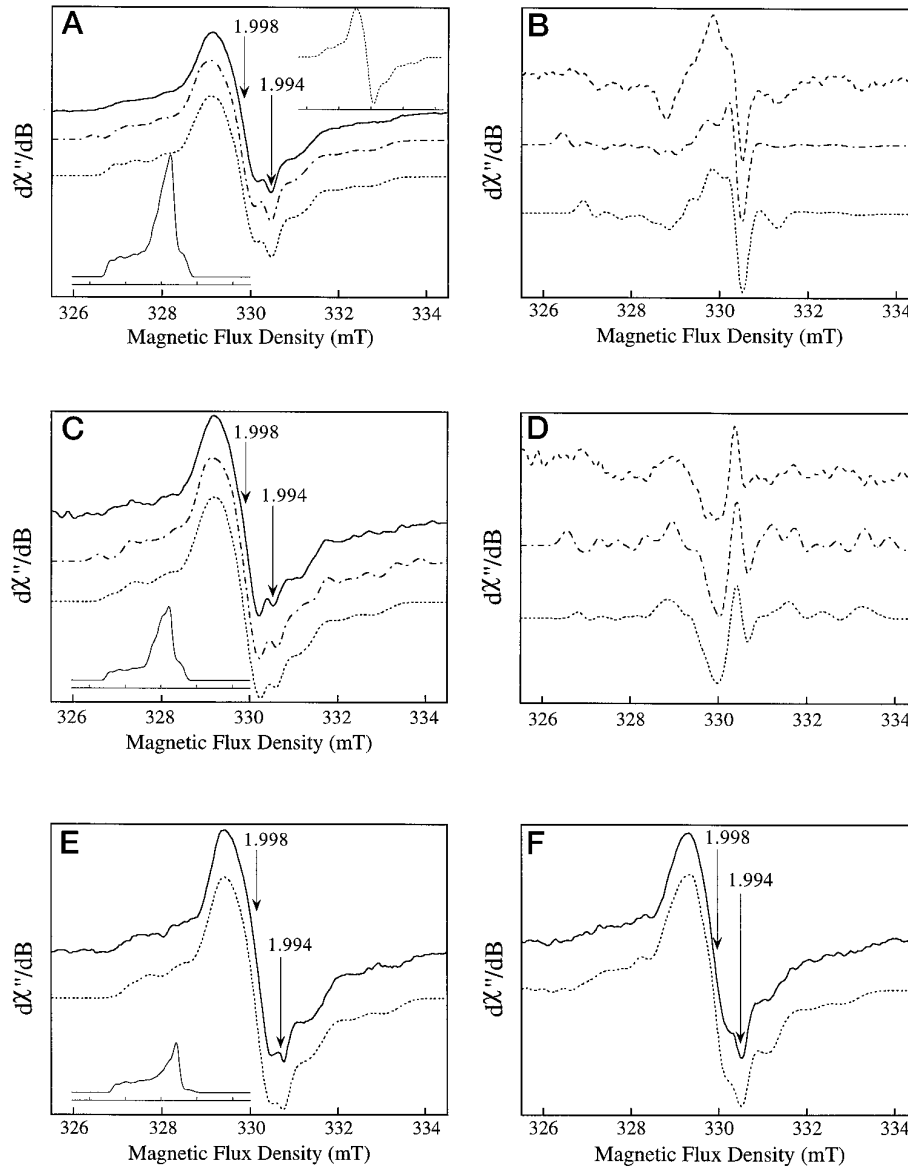 A
1.998
1.994
dχ"/dB
326 328 330 332 334
Magnetic Flux Density (mT)
B
dχ"/dB
326 328 330 332 334
Magnetic Flux Density (mT)
C
1.998
1.994
dχ"/dB
326 328 330 332 334
Magnetic Flux Density (mT)
D
dχ"/dB
326 328 330 332 334
Magnetic Flux Density (mT)
E
1.998
1.994
dχ"/dB
326 328 330 332 334
Magnetic Flux Density (mT)
F
1.998
1.994
dχ"/dB
326 328 330 332 334
Magnetic Flux Density (mT)